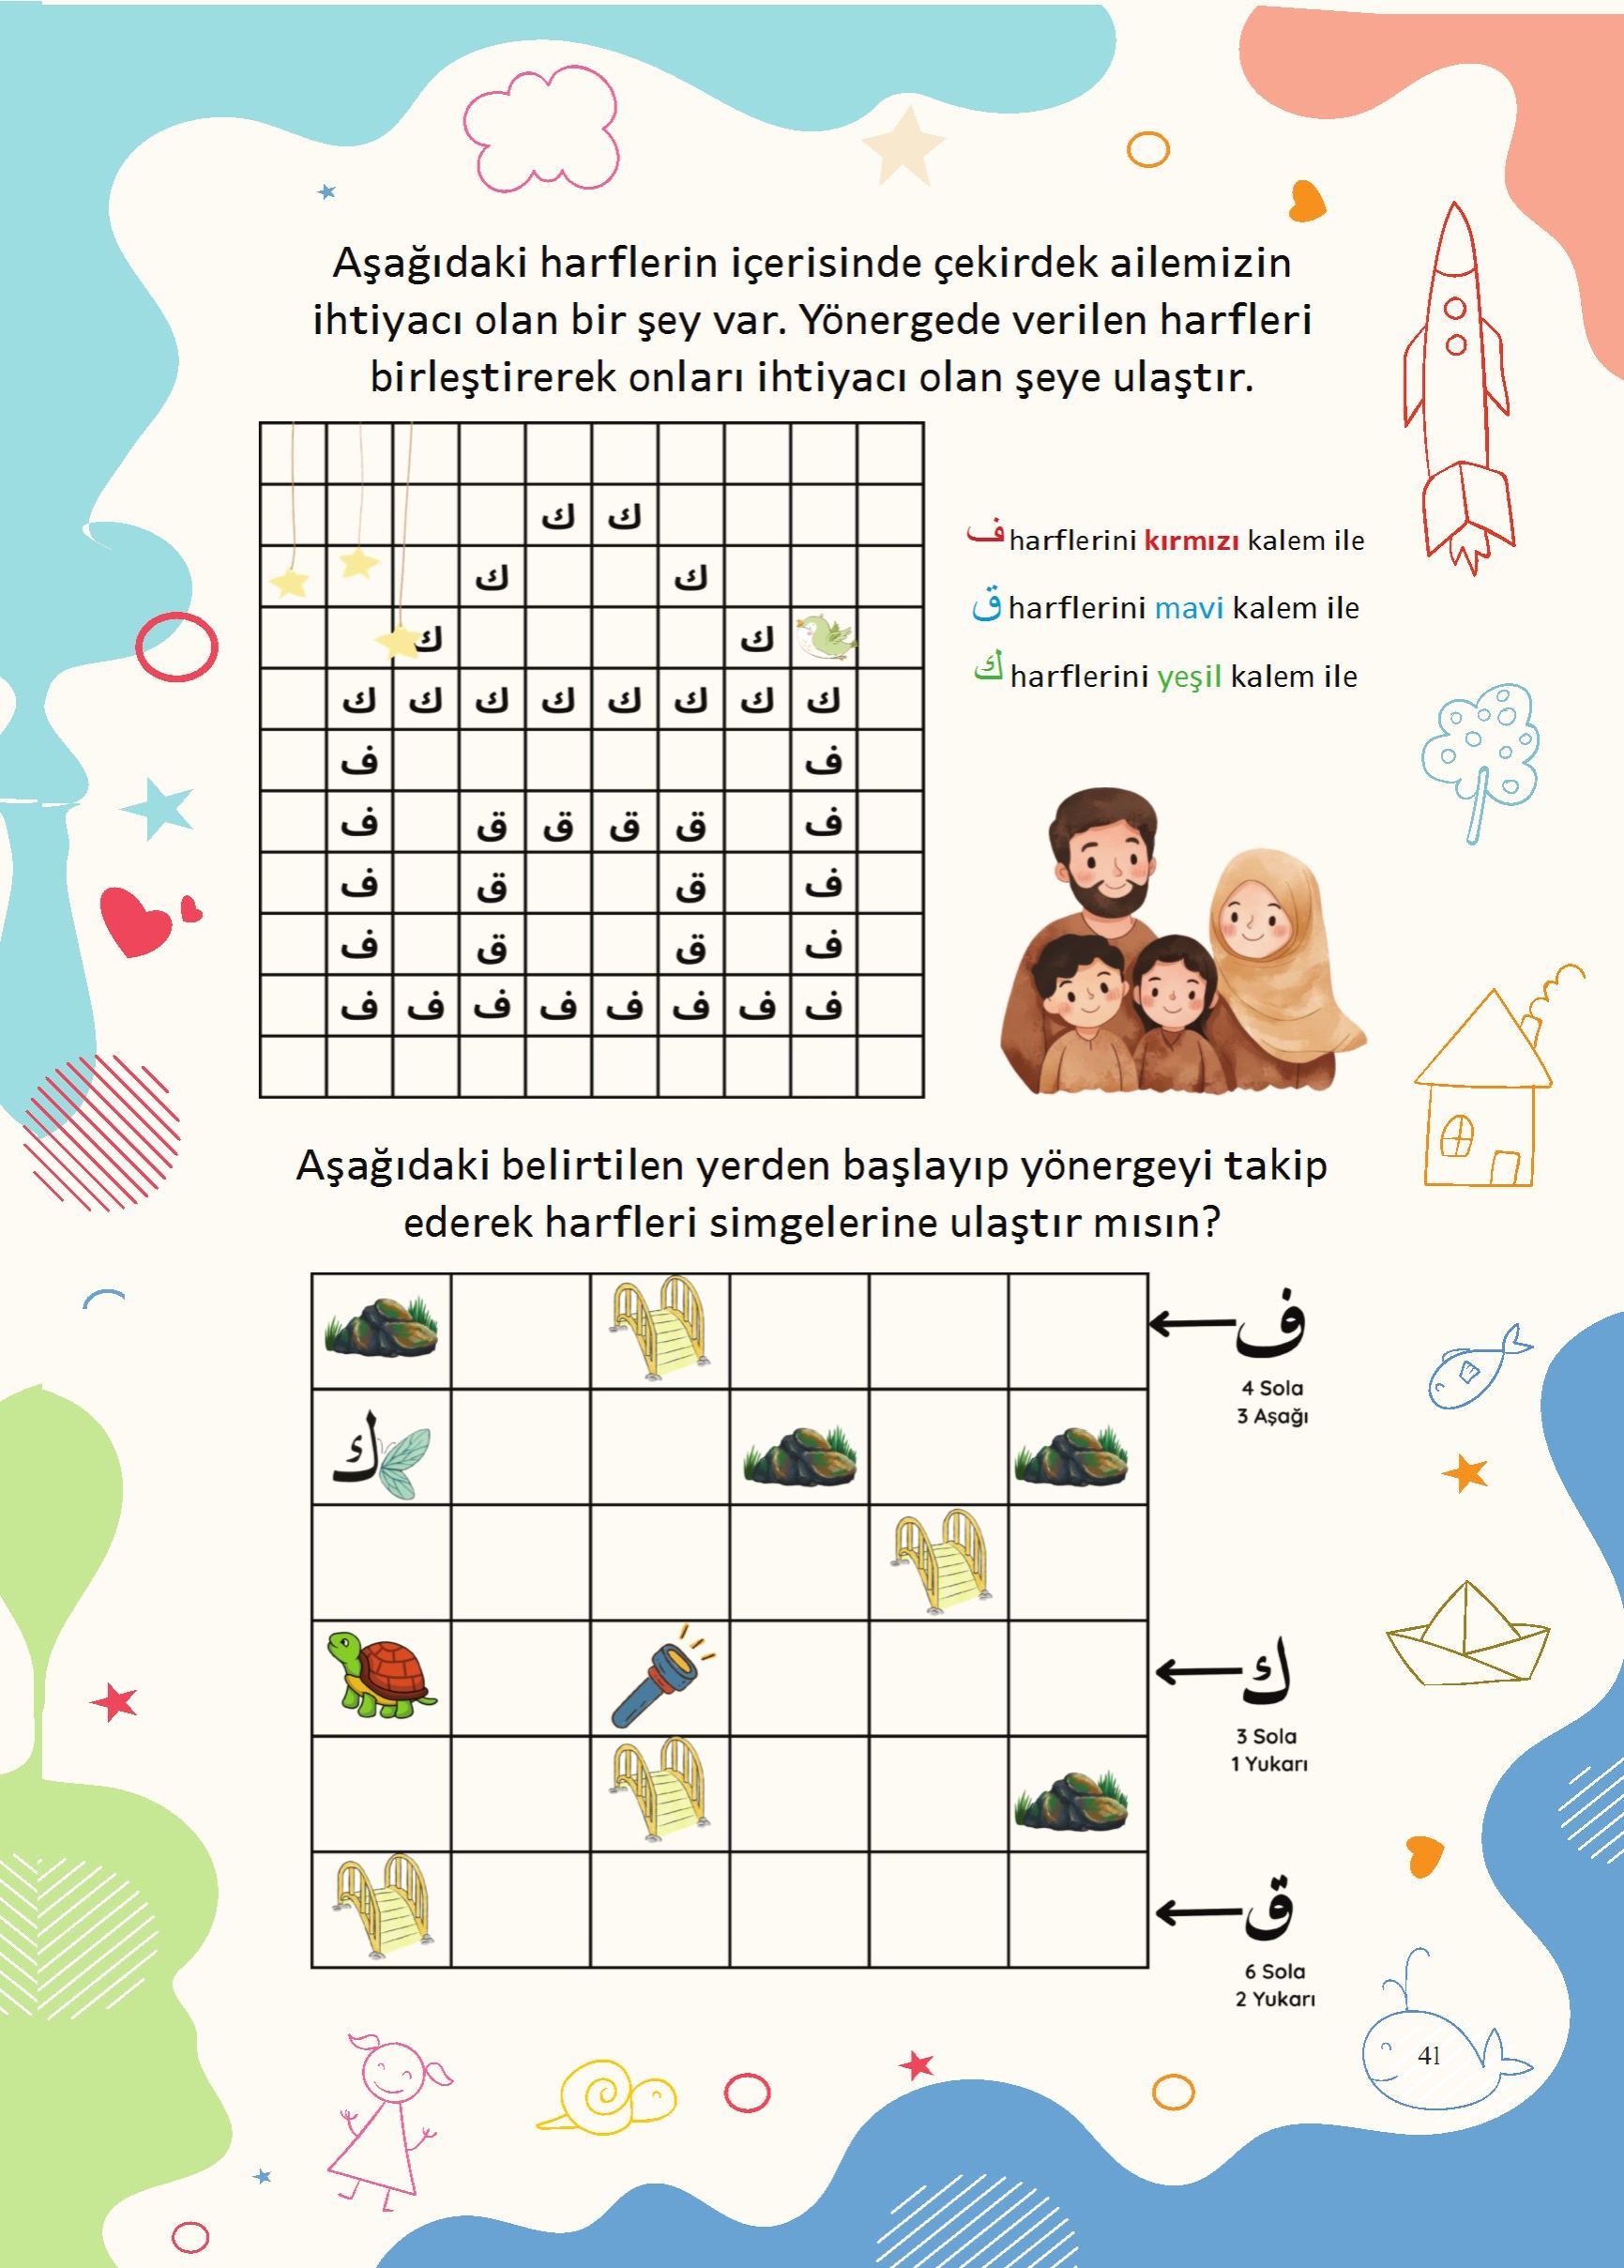 Aşağıdaki harflerin içerisinde çekirdek ailemizin
ihtiyacı olan bir şey var. Yönergede verilen harfleri
birleştirerek onları ihtiyacı olan şeye ulaştır.
ك ك
ك ك
ك ك
ك ك ك ك ك ك ك ك
ف ف
ف ق ق ق ق ف
ف ق ق ف
ف ق ق ف
ف ف ف ف ف ف ف ف
ف harflerini kırmızı kalem ile
ق harflerini mavi kalem ile
ك harflerini yeşil kalem ile
Aşağıdaki belirtilen yerden başlayıp yönergeyi takip
ederek harfleri simgelerine ulaştır mısın?
ف
4 Sola
3 Aşağı
ك
ك
3 Sola
1 Yukarı
ق
6 Sola
2 Yukarı
41